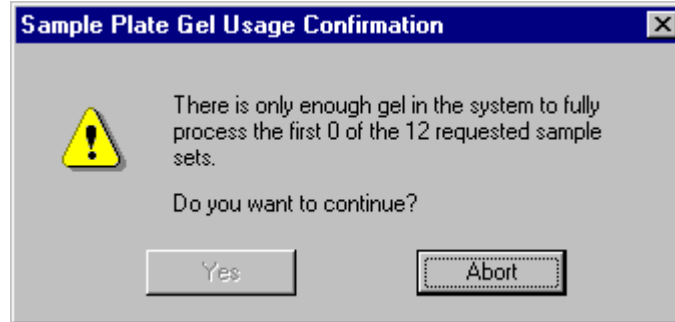 Sample Plate Gel Usage Confirmation
There is only enough gel in the system to fully
process the first 0 of the 12 requested sample
sets.
Do you want to continue?
Yes
Abort